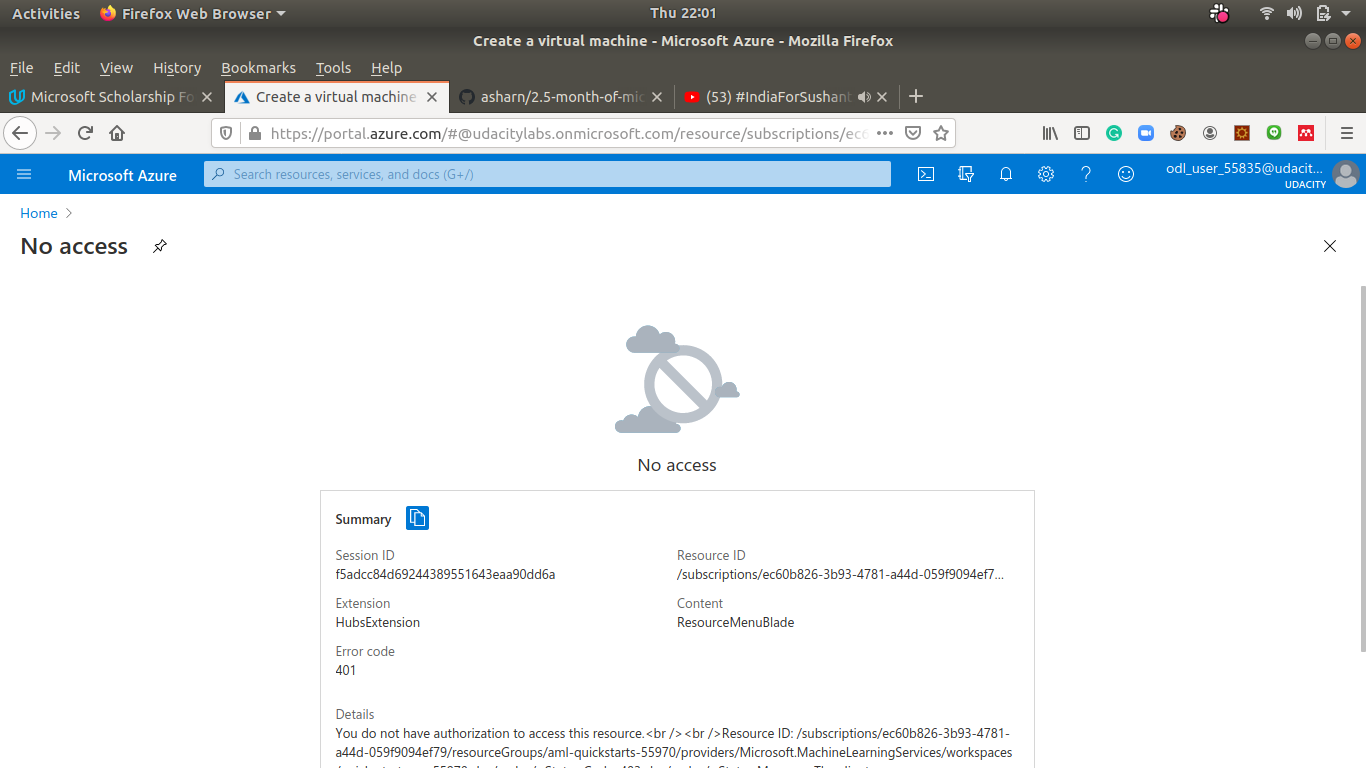 Activities Firefox Web Browser Thu 22:01
Create a virtual machine - Microsoft Azure - Mozilla Firefox
File Edit View History Bookmarks Tools Help
Microsoft Scholarship Fo Create a virtual machine asharn/2.5-month-of-mic (53) #IndiaForSushant
https://portal.azure.com/#@udacitylabs.onmicrosoft.com/resource/subscriptions/ec6
Microsoft Azure Search resources, services, and docs (G+/) odl_user_55835@udacit...
UDACITY
Home
No access
No access
Summary
Session ID Resource ID
f5adcc84d69244389551643eaa90dd6a /subscriptions/ec60b826-3b93-4781-a44d-059f9094ef7...
Extension Content
HubsExtension ResourceMenuBlade
Error code
401
Details
You do not have authorization to access this resource.<br /><br />Resource ID: /subscriptions/ec60b826-3b93-4781-
a44d-059f9094ef79/resourceGroups/aml-quickstarts-55970/providers/Microsoft.MachineLearningServices/workspaces